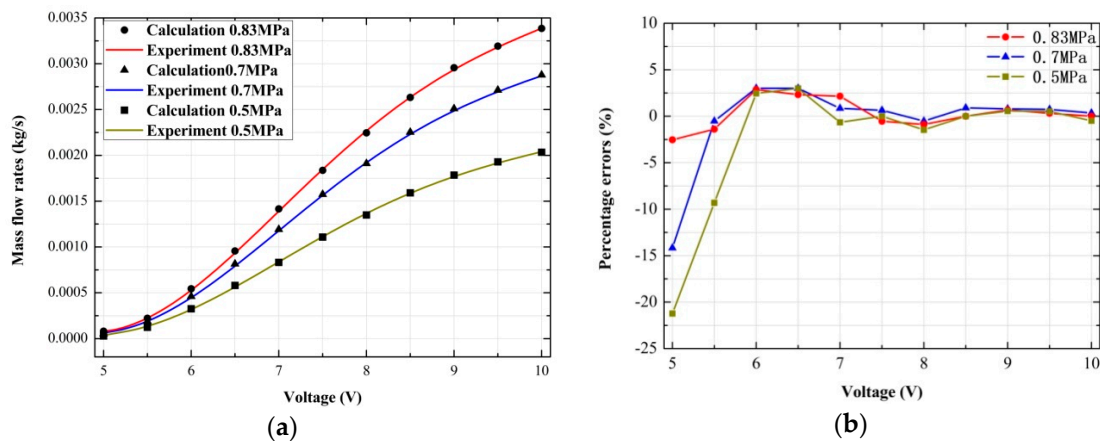 0.0035
0.0030
0.0025
0.0020
0.0015
0.0010
0.0005
0.0000
Mass flow rates (kg/s)
Calculation 0.83MPa
Experiment 0.83MPa
Calculation0.7MPa
Experiment 0.7MPa
Calculation 0.5MPa
Experiment 0.5MPa
5 6 7 8 9 10
Voltage (V)
(a)
10
5
0
-5
-10
-15
-20
-25
Percentage errors (%)
0.83MPa
0.7MPa
0.5MPa
5 6 7 8 9 10
Voltage (V)
(b)